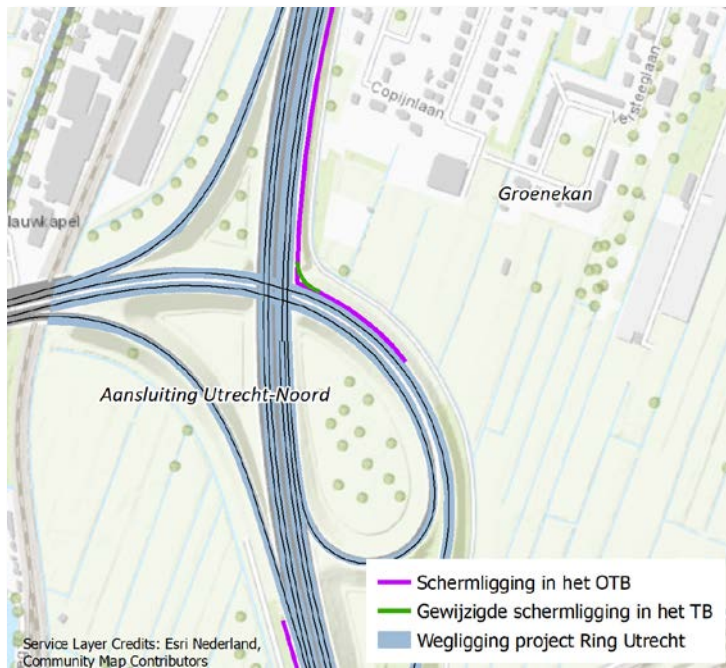 Copijnlaan
ersteeglaan
Groenekan
lauwkapel
Aansluiting Utrecht-Noord
Schermligging in het OTB
Gewijzigde schermligging in het TB
Wegligging project Ring Utrecht
Service Layer Credits: Esri Nederland,
Community Map Contributors